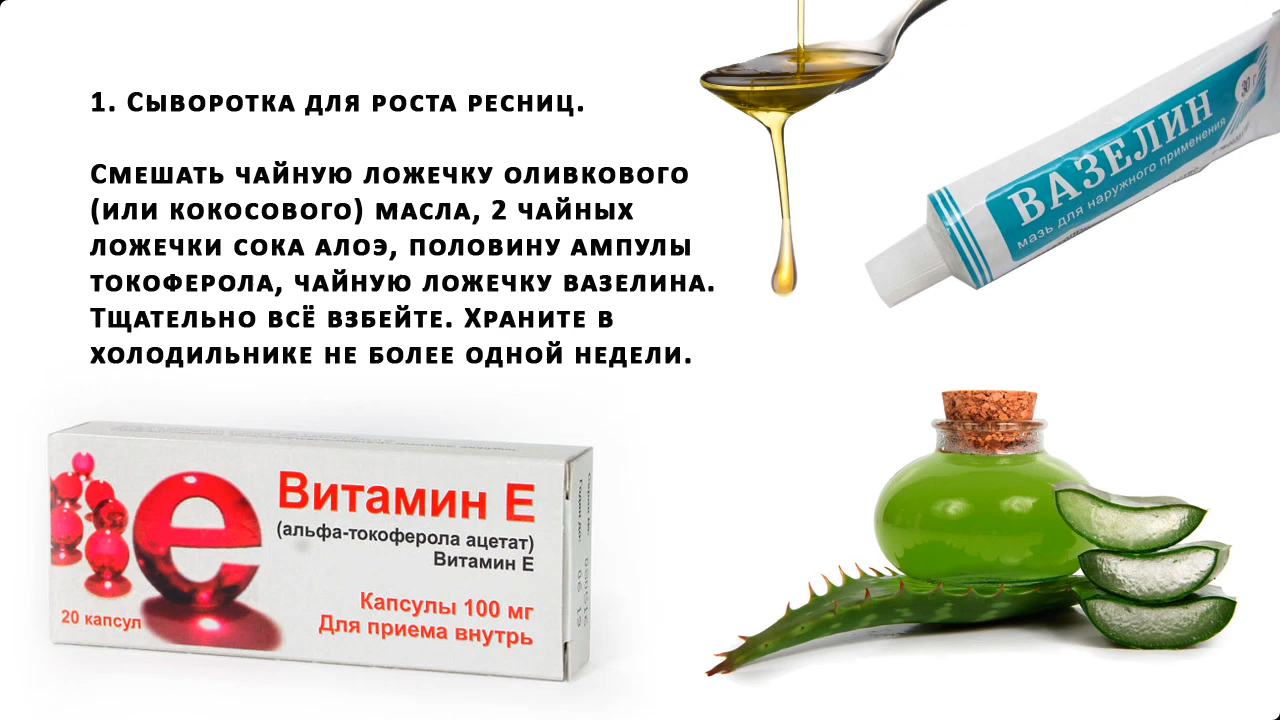 1. Сыворотка для роста ресниц.
Смешать чайную ложечку оливкового
(или кокосового) масла, 2 чайных
ложечки сока алоэ, половину ампулы
токоферола, чайную ложечку вазелина.
Тщательно всё взбейте. Храните в
холодильнике не более одной недели.
ВАЗЕЛИН
мазь для наружного применения
30 г
e
Витамин Е
(альфа-токоферола ацетат)
Витамин Е
Капсулы 100 мг
Для приема внутрь
20 капсул